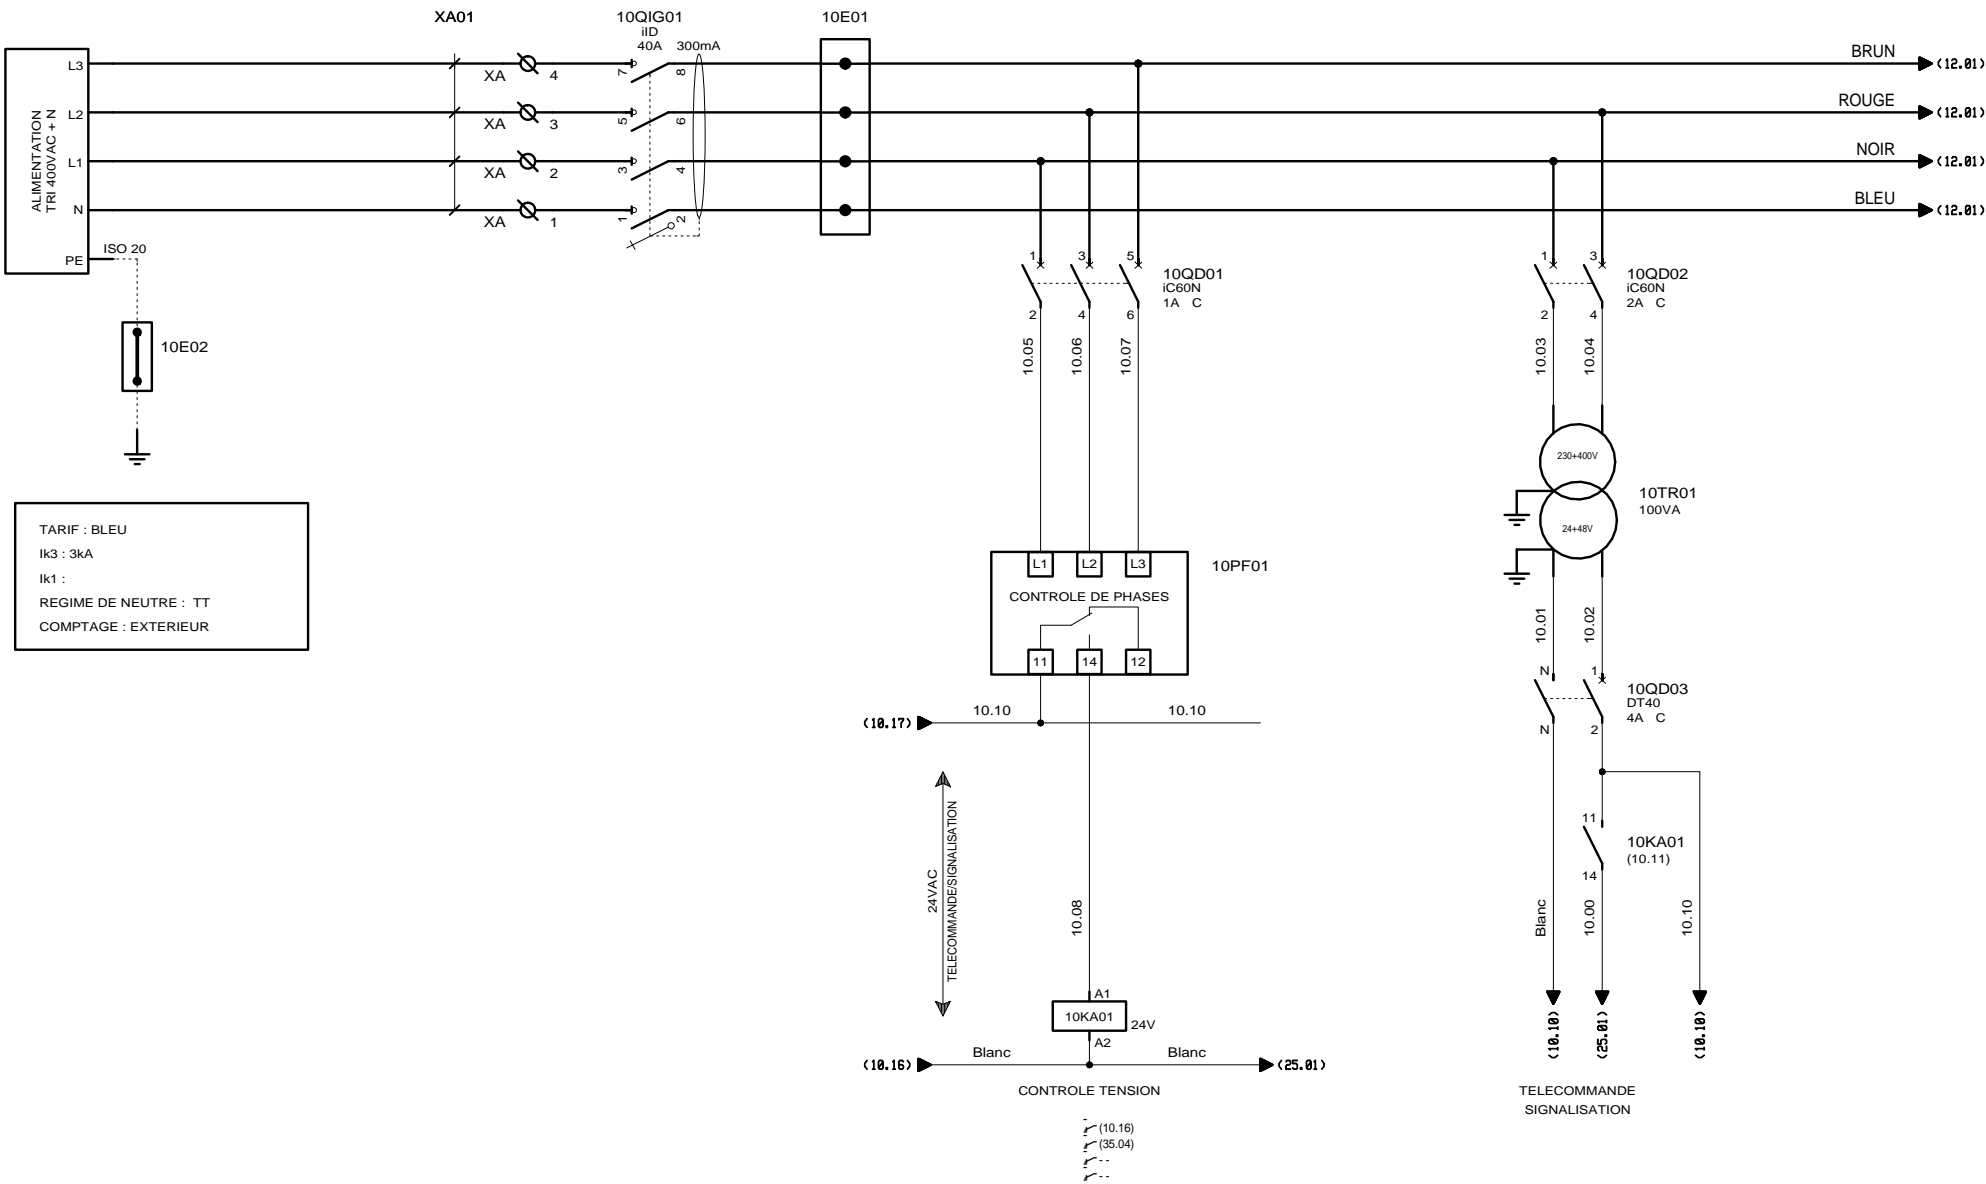 XA01
10QIG01
iID
40A 300mA
10E01
ALIMENTATION
TRI 400VAC + N
L3
XA
4
7
8
BRUN
(12.01)
L2
XA
3
5
6
ROUGE
(12.01)
L1
XA
2
3
4
NOIR
(12.01)
N
XA
1
1
2
BLEU
(12.01)
PE
ISO 20
10E02
1
3
5
10QD01
iC60N
1A C
2
4
6
10.05
10.06
10.07
1
3
10QD02
iC60N
2A C
2
4
10.03
10.04
230+400V
24+48V
10TR01
100VA
TARIF : BLEU
Ik3 : 3kA
Ik1 :
REGIME DE NEUTRE : TT
COMPTAGE : EXTERIEUR
L1
L2
L3
10PF01
CONTROLE DE PHASES
11
14
12
10.01
10.02
N
1
10QD03
DT40
4A C
N
2
(10.17)
10.10
10.10
24VAC
TELECOMMANDE/SIGNALISATION
10.08
11
10KA01
(10.11)
14
Blanc
10.00
10.10
A1
10KA01
24V
A2
(10.16)
Blanc
Blanc
(25.01)
(10.10)
(25.01)
(10.10)
CONTROLE TENSION
TELECOMMANDE
SIGNALISATION
(10.16)
(35.04)
- -
- -